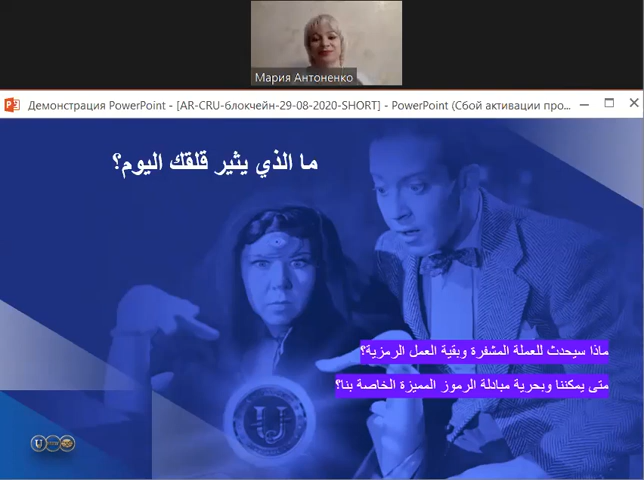 Мария Антоненко
Демонстрация PowerPoint - [AR-CRU-блокчейн-29-08-2020-SHORT] - PowerPoint (Сбой активации про...
ما الذي يثير قلقك اليوم؟
ماذا سيحدث للعملة المشفرة وبقية العمل الرمزية؟
متى يمكننا وبحرية مبادلة الرموز المميزة الخاصة بنا؟